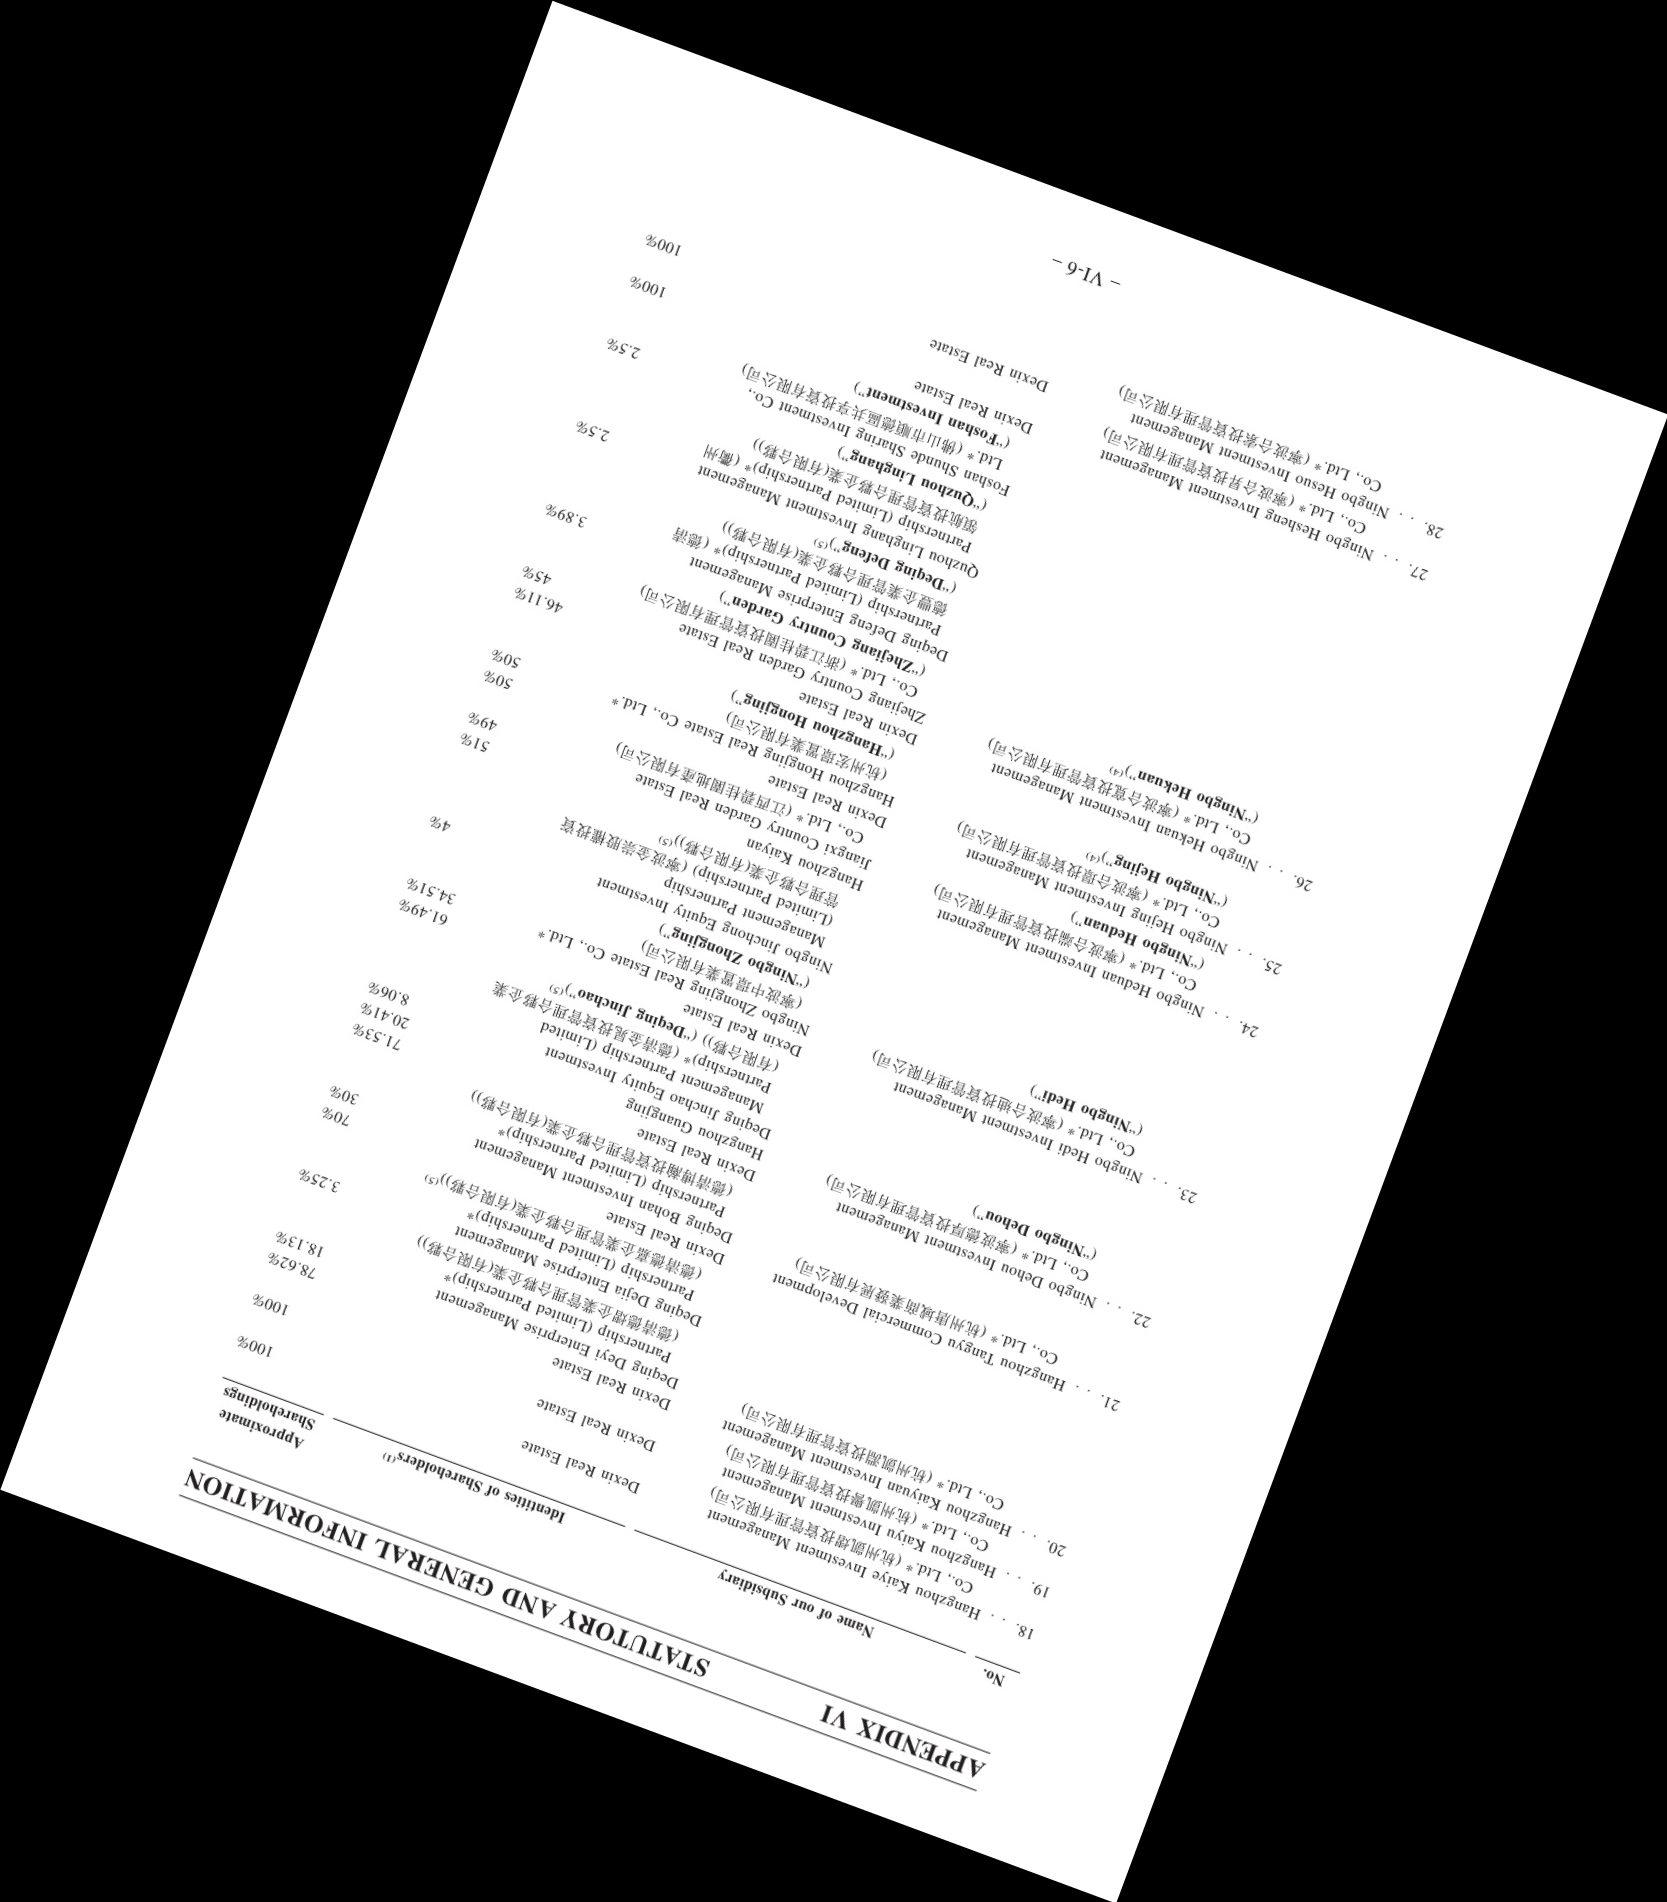 APPENDIX VI STATUTORY AND GENERAL INFORMATION
No. Name of our Subsidiary Identities of Shareholders(1) Approximate Shareholdings
18. . . Hangzhou Kaiye Investment Management Dexin Real Estate 100%
Co., Ltd.* (杭州凱熠投資管理有限公司)
19. . . Hangzhou Kaiyu Investment Management Dexin Real Estate 100%
Co., Ltd.* (杭州凱譽投資管理有限公司)
20. . . Hangzhou Kaiyuan Investment Management Dexin Real Estate 78.62%
Co., Ltd.* (杭州凱淵投資管理有限公司) Deqing Deyi Enterprise Management 18.13%
Partnership (Limited Partnership)*
(德清德熠企業管理合夥企業(有限合夥))
Deqing Dejia Enterprise Management 3.25%
Partnership (Limited Partnership)*
(德清德嘉企業管理合夥企業(有限合夥))(5)
21. . . Hangzhou Tangyu Commercial Development Dexin Real Estate 70%
Co., Ltd.* (杭州唐域商業發展有限公司) Deqing Bohan Investment Management 30%
Partnership (Limited Partnership)*
(德清博瀚投資管理合夥企業(有限合夥))
22. . . Ningbo Dehou Investment Management Dexin Real Estate 71.53%
Co., Ltd.* (寧波德厚投資管理有限公司) Hangzhou Guangjing 20.41%
("Ningbo Dehou") Deqing Jinchao Equity Investment 8.06%
Management Partnership (Limited
Partnership)* (德清金晁投資管理合夥企業
(有限合夥)) ("Deqing Jinchao")(5)
23. . . Ningbo Hedi Investment Management Dexin Real Estate 61.49%
Co., Ltd.* (寧波合迪投資管理有限公司) Ningbo Zhongjing Real Estate Co., Ltd.* 34.51%
("Ningbo Hedi") (寧波中璟置業有限公司)
("Ningbo Zhongjing")
Ningbo Jinchong Equity Investment 4%
Management Partnership
(Limited Partnership) (寧波金崇股權投資
管理合夥企業(有限合夥))(5)
24. . . Ningbo Heduan Investment Management Hangzhou Kaiyan 51%
Co., Ltd.* (寧波合端投資管理有限公司) Jiangxi Country Garden Real Estate 49%
("Ningbo Heduan") Co., Ltd.* (江西碧桂園地產有限公司)
25. . . Ningbo Hejing Investment Management Dexin Real Estate 50%
Co., Ltd.* (寧波合璟投資管理有限公司) Hangzhou Hongjing Real Estate Co., Ltd.* 50%
("Ningbo Hejing")(4) (杭州宏璟置業有限公司)
("Hangzhou Hongjing")
26. . . Ningbo Hekuan Investment Management Dexin Real Estate 46.11%
Co., Ltd.* (寧波合寬投資管理有限公司) Zhejiang Country Garden Real Estate 45%
("Ningbo Hekuan")(4) Co., Ltd.* (浙江碧桂園投資管理有限公司)
("Zhejiang Country Garden")
Deqing Defeng Enterprise Management 3.89%
Partnership (Limited Partnership)* (德清
德豐企業管理合夥企業(有限合夥))
("Deqing Defeng")(5)
Quzhou Linghang Investment Management 2.5%
Partnership (Limited Partnership)* (衢州
領航投資管理合夥企業(有限合夥))
("Quzhou Linghang")
Foshan Shunde Sharing Investment Co., 2.5%
Ltd.* (佛山市順德區共享投資有限公司)
("Foshan Investment")
27. . . Ningbo Hesheng Investment Management Dexin Real Estate 100%
Co., Ltd.* (寧波合昇投資管理有限公司)
28. . . Ningbo Hesuo Investment Management Dexin Real Estate 100%
Co., Ltd.* (寧波合索投資管理有限公司)
– VI-6 –